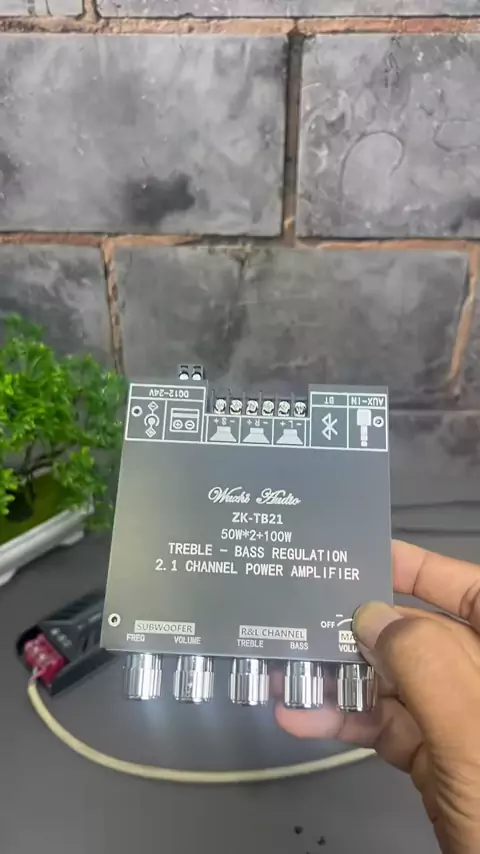 DC12-24V
- S +
- R +
- L +
BT
AUX-IN
Wuzhi Audio
ZK-TB21
50W*2+100W
TREBLE - BASS REGULATION
2.1 CHANNEL POWER AMPLIFIER
SUBWOOFER
FREQ VOLUME
R&L CHANNEL
TREBLE BASS
OFF
VOLU